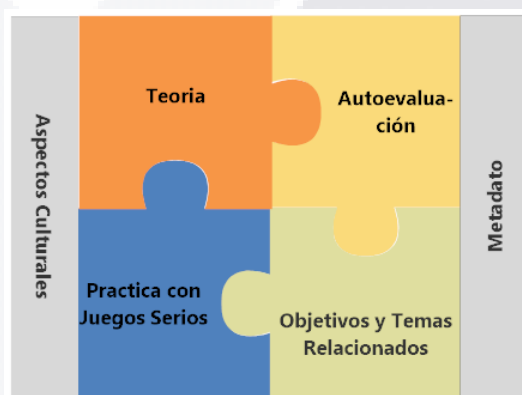 Aspectos Culturales
Teoria
Autoevalua-
ción
Practica con
Juegos Serios
Objetivos y Temas
Relacionados
Metadato